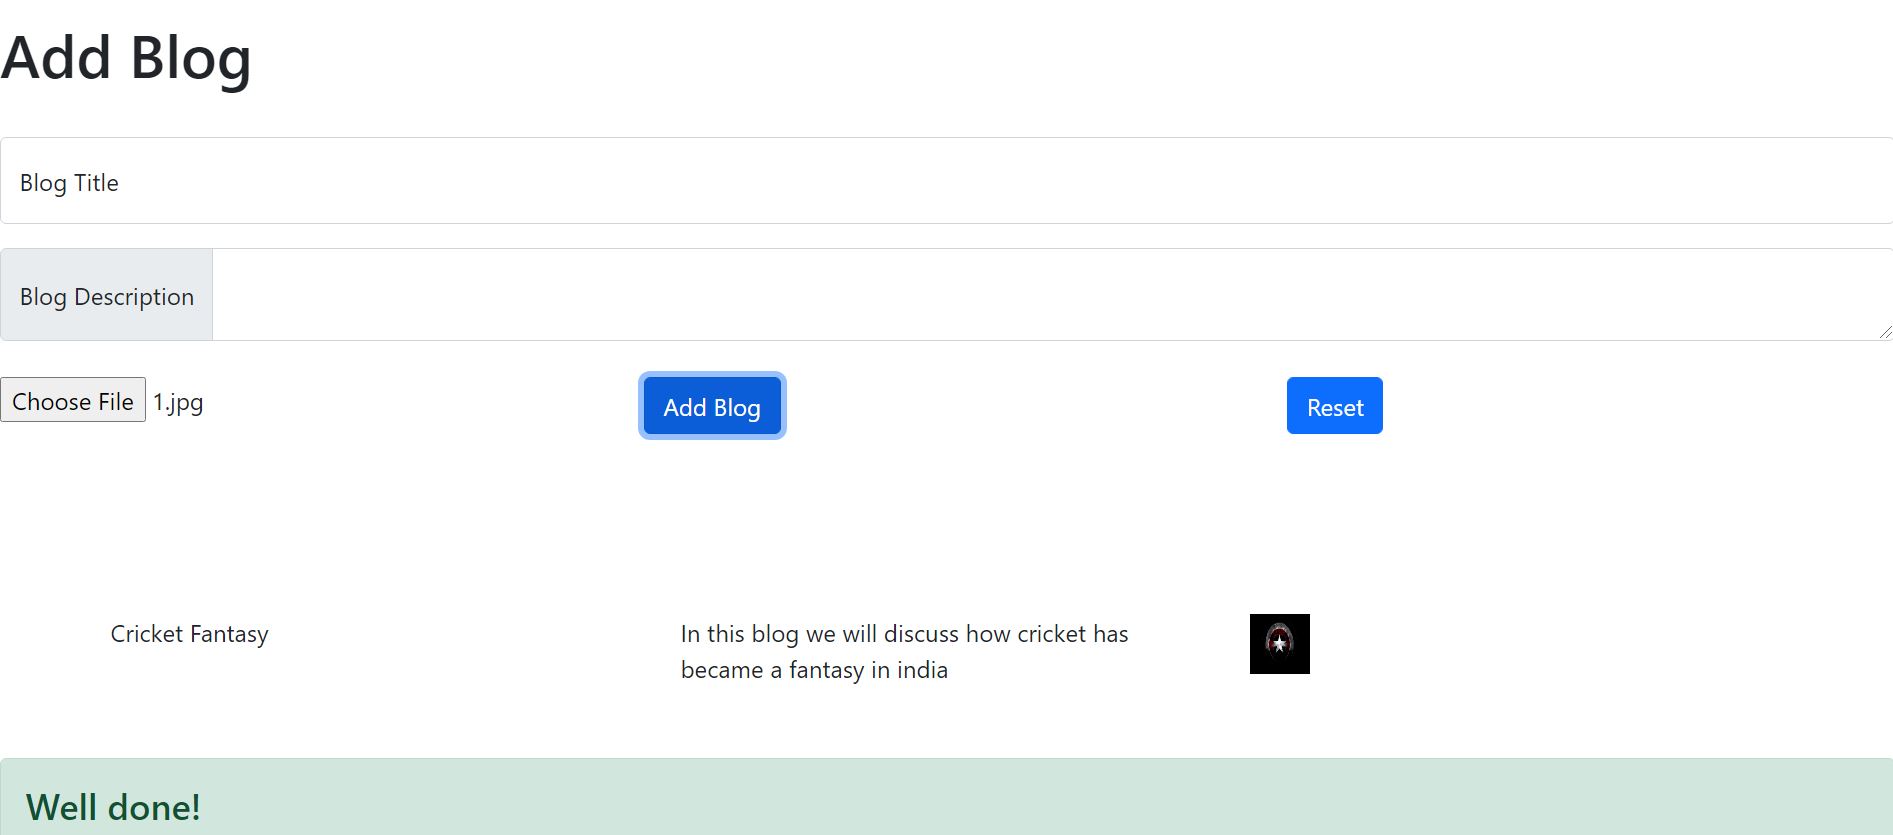 Add Blog
Blog Title
Blog Description
Choose File 1.jpg
Add Blog
Reset
Cricket Fantasy
In this blog we will discuss how cricket has
became a fantasy in india
Well done!